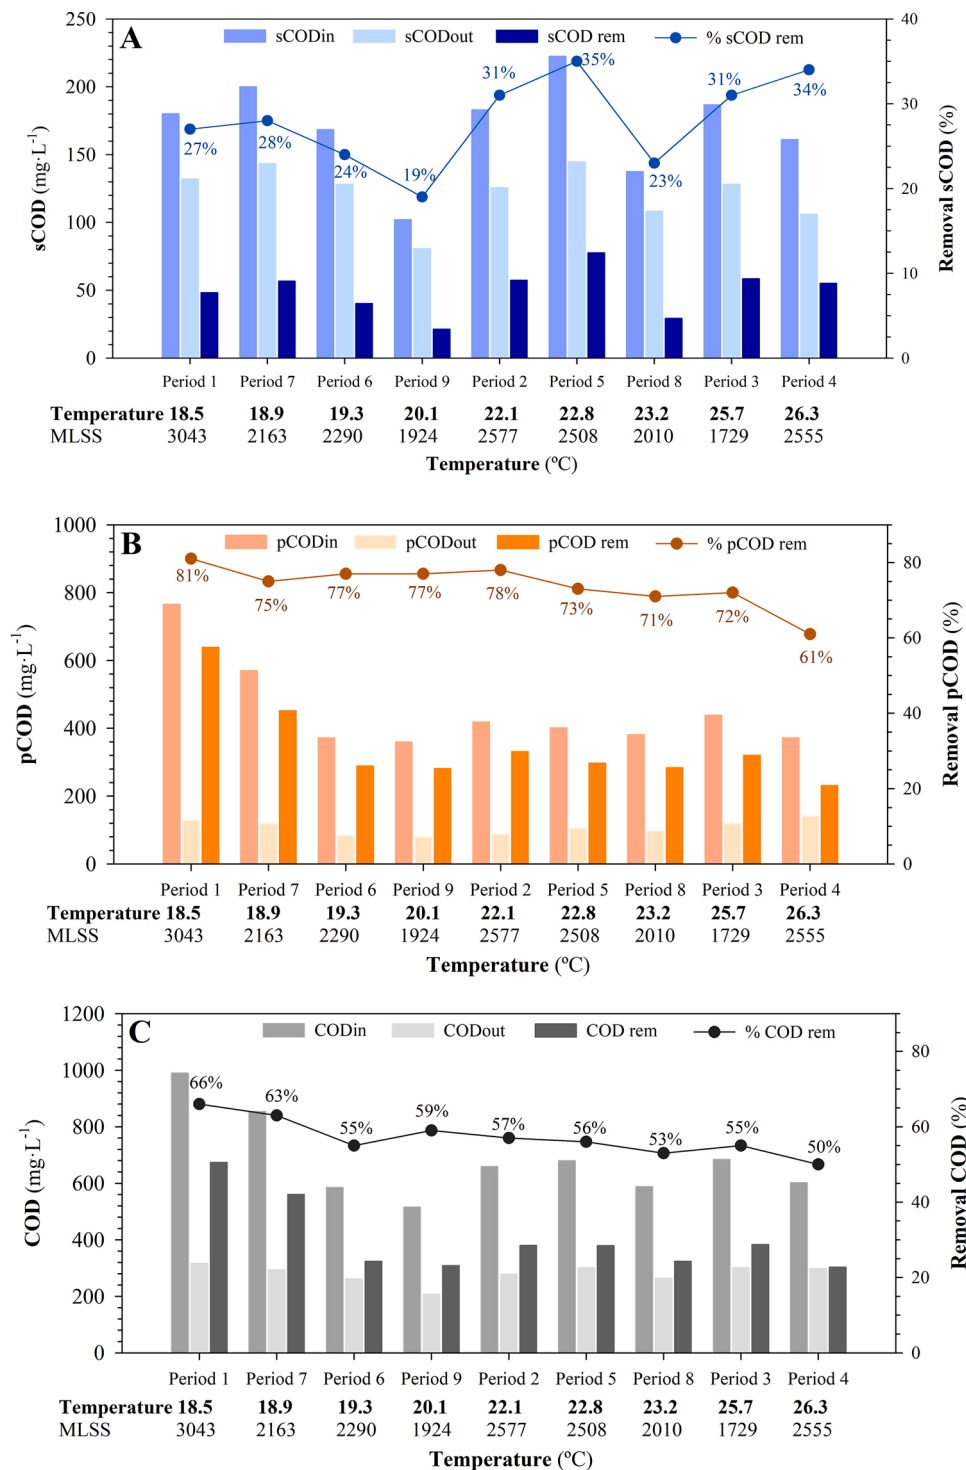 A
sCODin sCODout sCOD rem % sCOD rem
250
200
150
100
50
0
sCOD (mg·L⁻¹)
40
30
20
10
0
Removal sCOD (%)
27% 28% 24% 19% 31% 35% 23% 31% 34%
Period 1 Period 7 Period 6 Period 9 Period 2 Period 5 Period 8 Period 3 Period 4
Temperature 18.5 18.9 19.3 20.1 22.1 22.8 23.2 25.7 26.3
MLSS 3043 2163 2290 1924 2577 2508 2010 1729 2555
Temperature (ºC)
B
pCODin pCODout pCOD rem % pCOD rem
1000
800
600
400
200
0
pCOD (mg·L⁻¹)
80
60
40
20
0
Removal pCOD (%)
81% 75% 77% 77% 78% 73% 71% 72% 61%
Period 1 Period 7 Period 6 Period 9 Period 2 Period 5 Period 8 Period 3 Period 4
Temperature 18.5 18.9 19.3 20.1 22.1 22.8 23.2 25.7 26.3
MLSS 3043 2163 2290 1924 2577 2508 2010 1729 2555
Temperature (ºC)
C
CODin CODout COD rem % COD rem
1200
1000
800
600
400
200
0
COD (mg·L⁻¹)
80
60
40
20
0
Removal COD (%)
66% 63% 55% 59% 57% 56% 53% 55% 50%
Period 1 Period 7 Period 6 Period 9 Period 2 Period 5 Period 8 Period 3 Period 4
Temperature 18.5 18.9 19.3 20.1 22.1 22.8 23.2 25.7 26.3
MLSS 3043 2163 2290 1924 2577 2508 2010 1729 2555
Temperature (ºC)